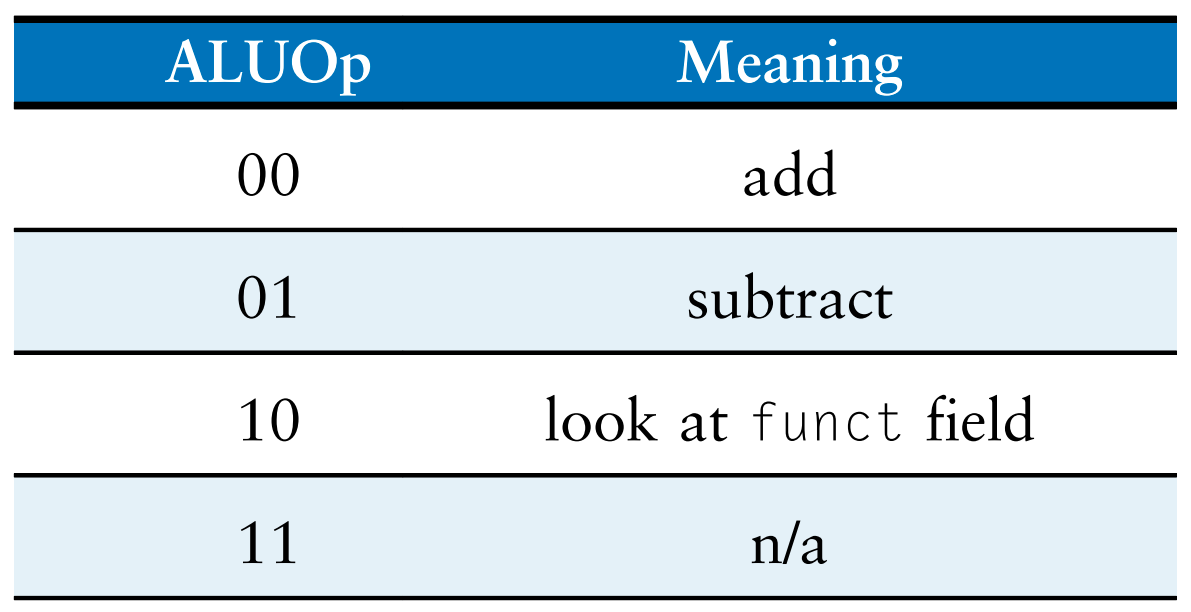 ALUOp Meaning
00 add
01 subtract
10 look at funct field
11 n/a